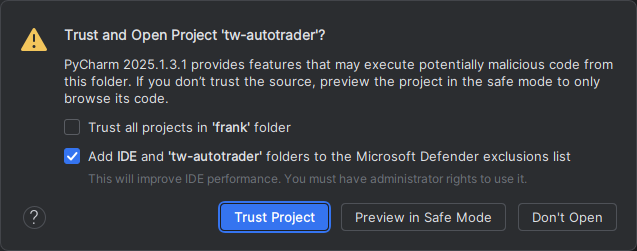 Trust and Open Project 'tw-autotrader'?
PyCharm 2025.1.3.1 provides features that may execute potentially malicious code from
this folder. If you don’t trust the source, preview the project in the safe mode to only
browse its code.
Trust all projects in 'frank' folder
Add IDE and 'tw-autotrader' folders to the Microsoft Defender exclusions list
This will improve IDE performance. You must have administrator rights to use it.
?
Trust Project
Preview in Safe Mode
Don't Open